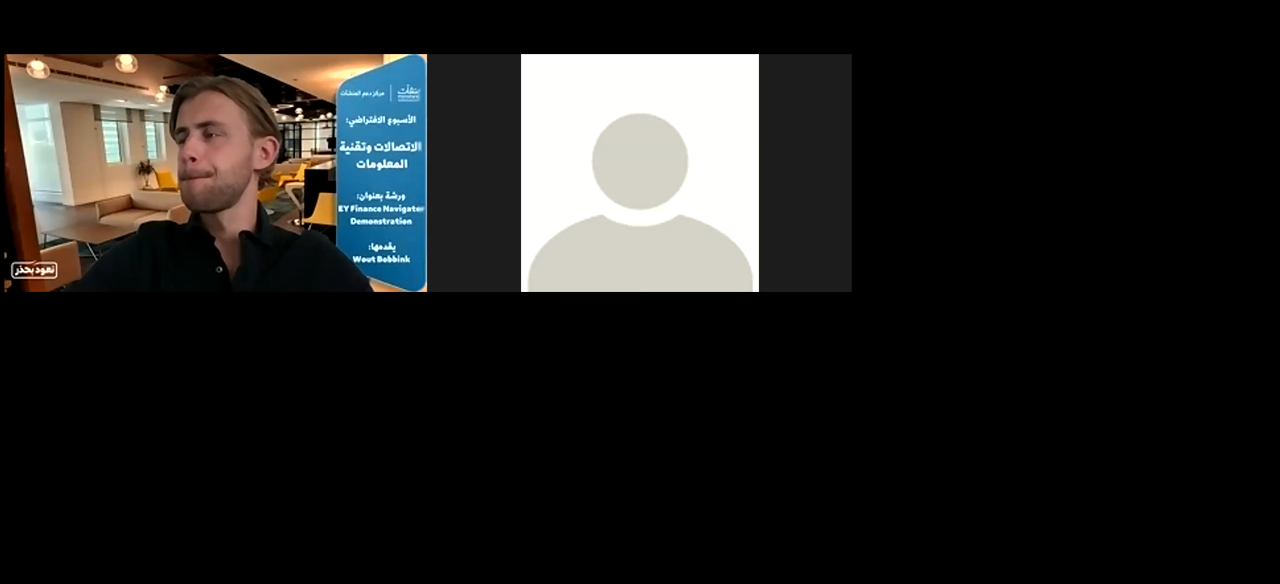 مركز دعم المنشآت
منشآت
الأسبوع الافتراضي:
الاتصالات وتقنية
المعلومات
ورشة بعنوان:
EY Finance Navigator
Demonstration
يقدمها:
Wout Bobbink
نعود بحذر